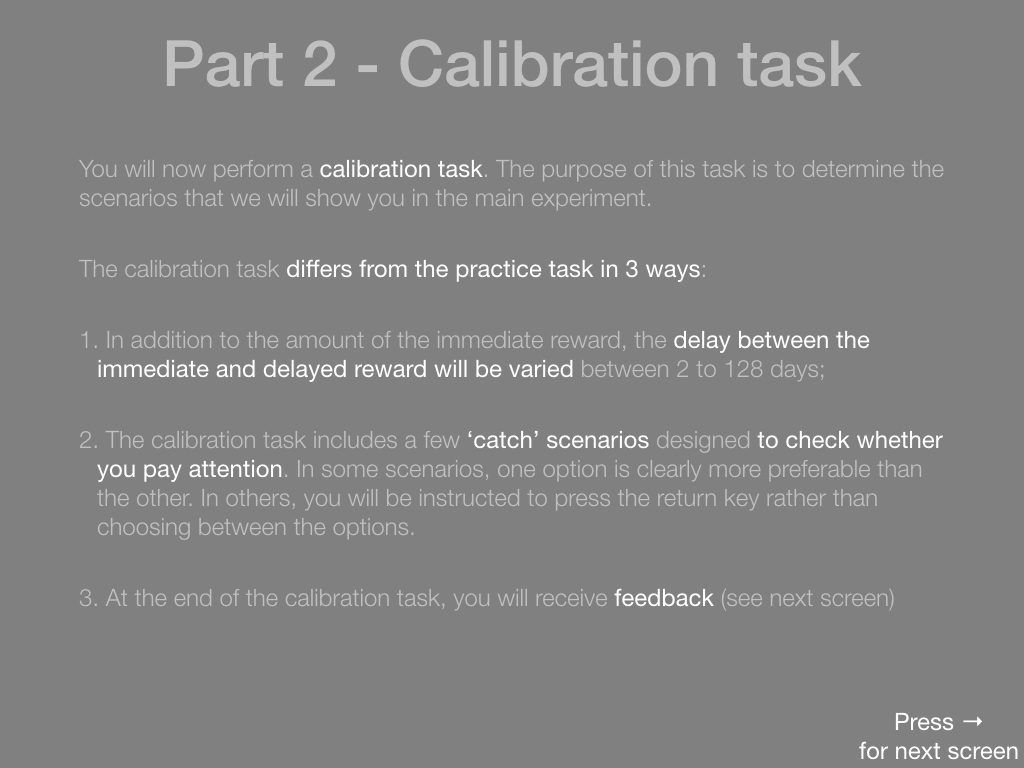 Part 2 - Calibration task
You will now perform a calibration task. The purpose of this task is to determine the
scenarios that we will show you in the main experiment.
The calibration task differs from the practice task in 3 ways:
1. In addition to the amount of the immediate reward, the delay between the
immediate and delayed reward will be varied between 2 to 128 days;
2. The calibration task includes a few ‘catch’ scenarios designed to check whether
you pay attention. In some scenarios, one option is clearly more preferable than
the other. In others, you will be instructed to press the return key rather than
choosing between the options.
3. At the end of the calibration task, you will receive feedback (see next screen)
Press →
for next screen